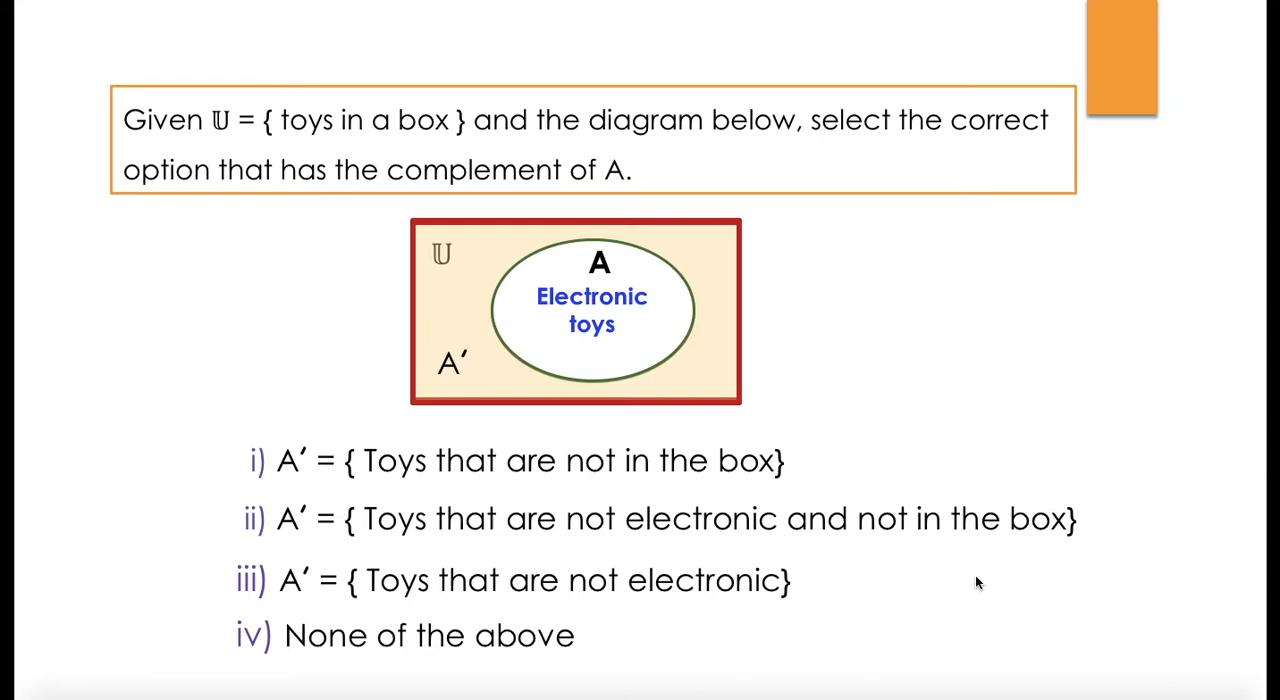 Given 𝕌 = { toys in a box } and the diagram below, select the correct
option that has the complement of A.
𝕌
A
Electronic
toys
A′
i) A′ = { Toys that are not in the box}
ii) A′ = { Toys that are not electronic and not in the box}
iii) A′ = { Toys that are not electronic}
iv) None of the above